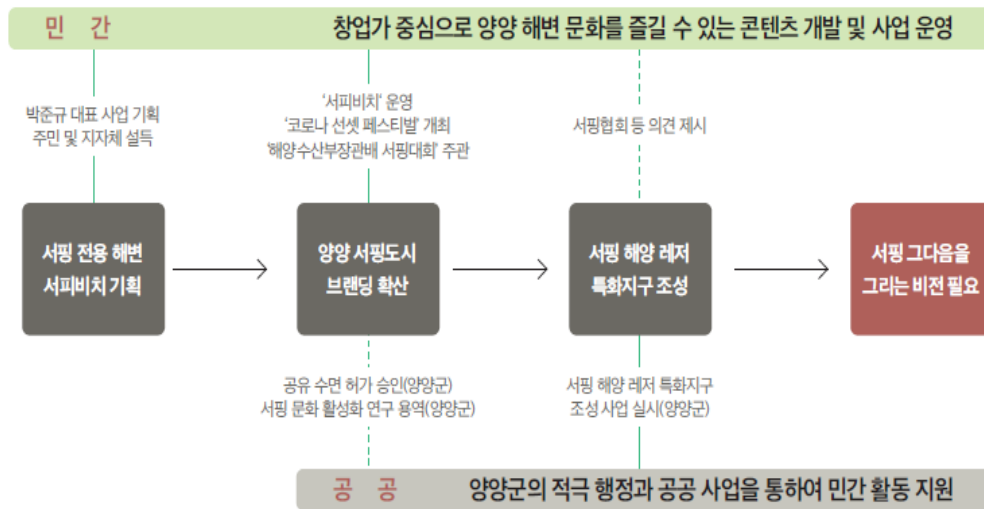 민 간 창업가 중심으로 양양 해변 문화를 즐길 수 있는 콘텐츠 개발 및 사업 운영
박준규 대표 사업 기획
주민 및 지자체 설득
‘서피비치’ 운영
‘코로나 선셋 페스티벌’ 개최
‘해양수산부장관배 서핑대회’ 주관
서핑협회 등 의견 제시
서핑 전용 해변
서피비치 기획
양양 서핑도시
브랜딩 확산
서핑 해양 레저
특화지구 조성
서핑 그다음을
그리는 비전 필요
공유 수면 허가 승인(양양군)
서핑 문화 활성화 연구 용역(양양군)
서핑 해양 레저 특화지구
조성 사업 실시(양양군)
공 공 양양군의 적극 행정과 공공 사업을 통하여 민간 활동 지원